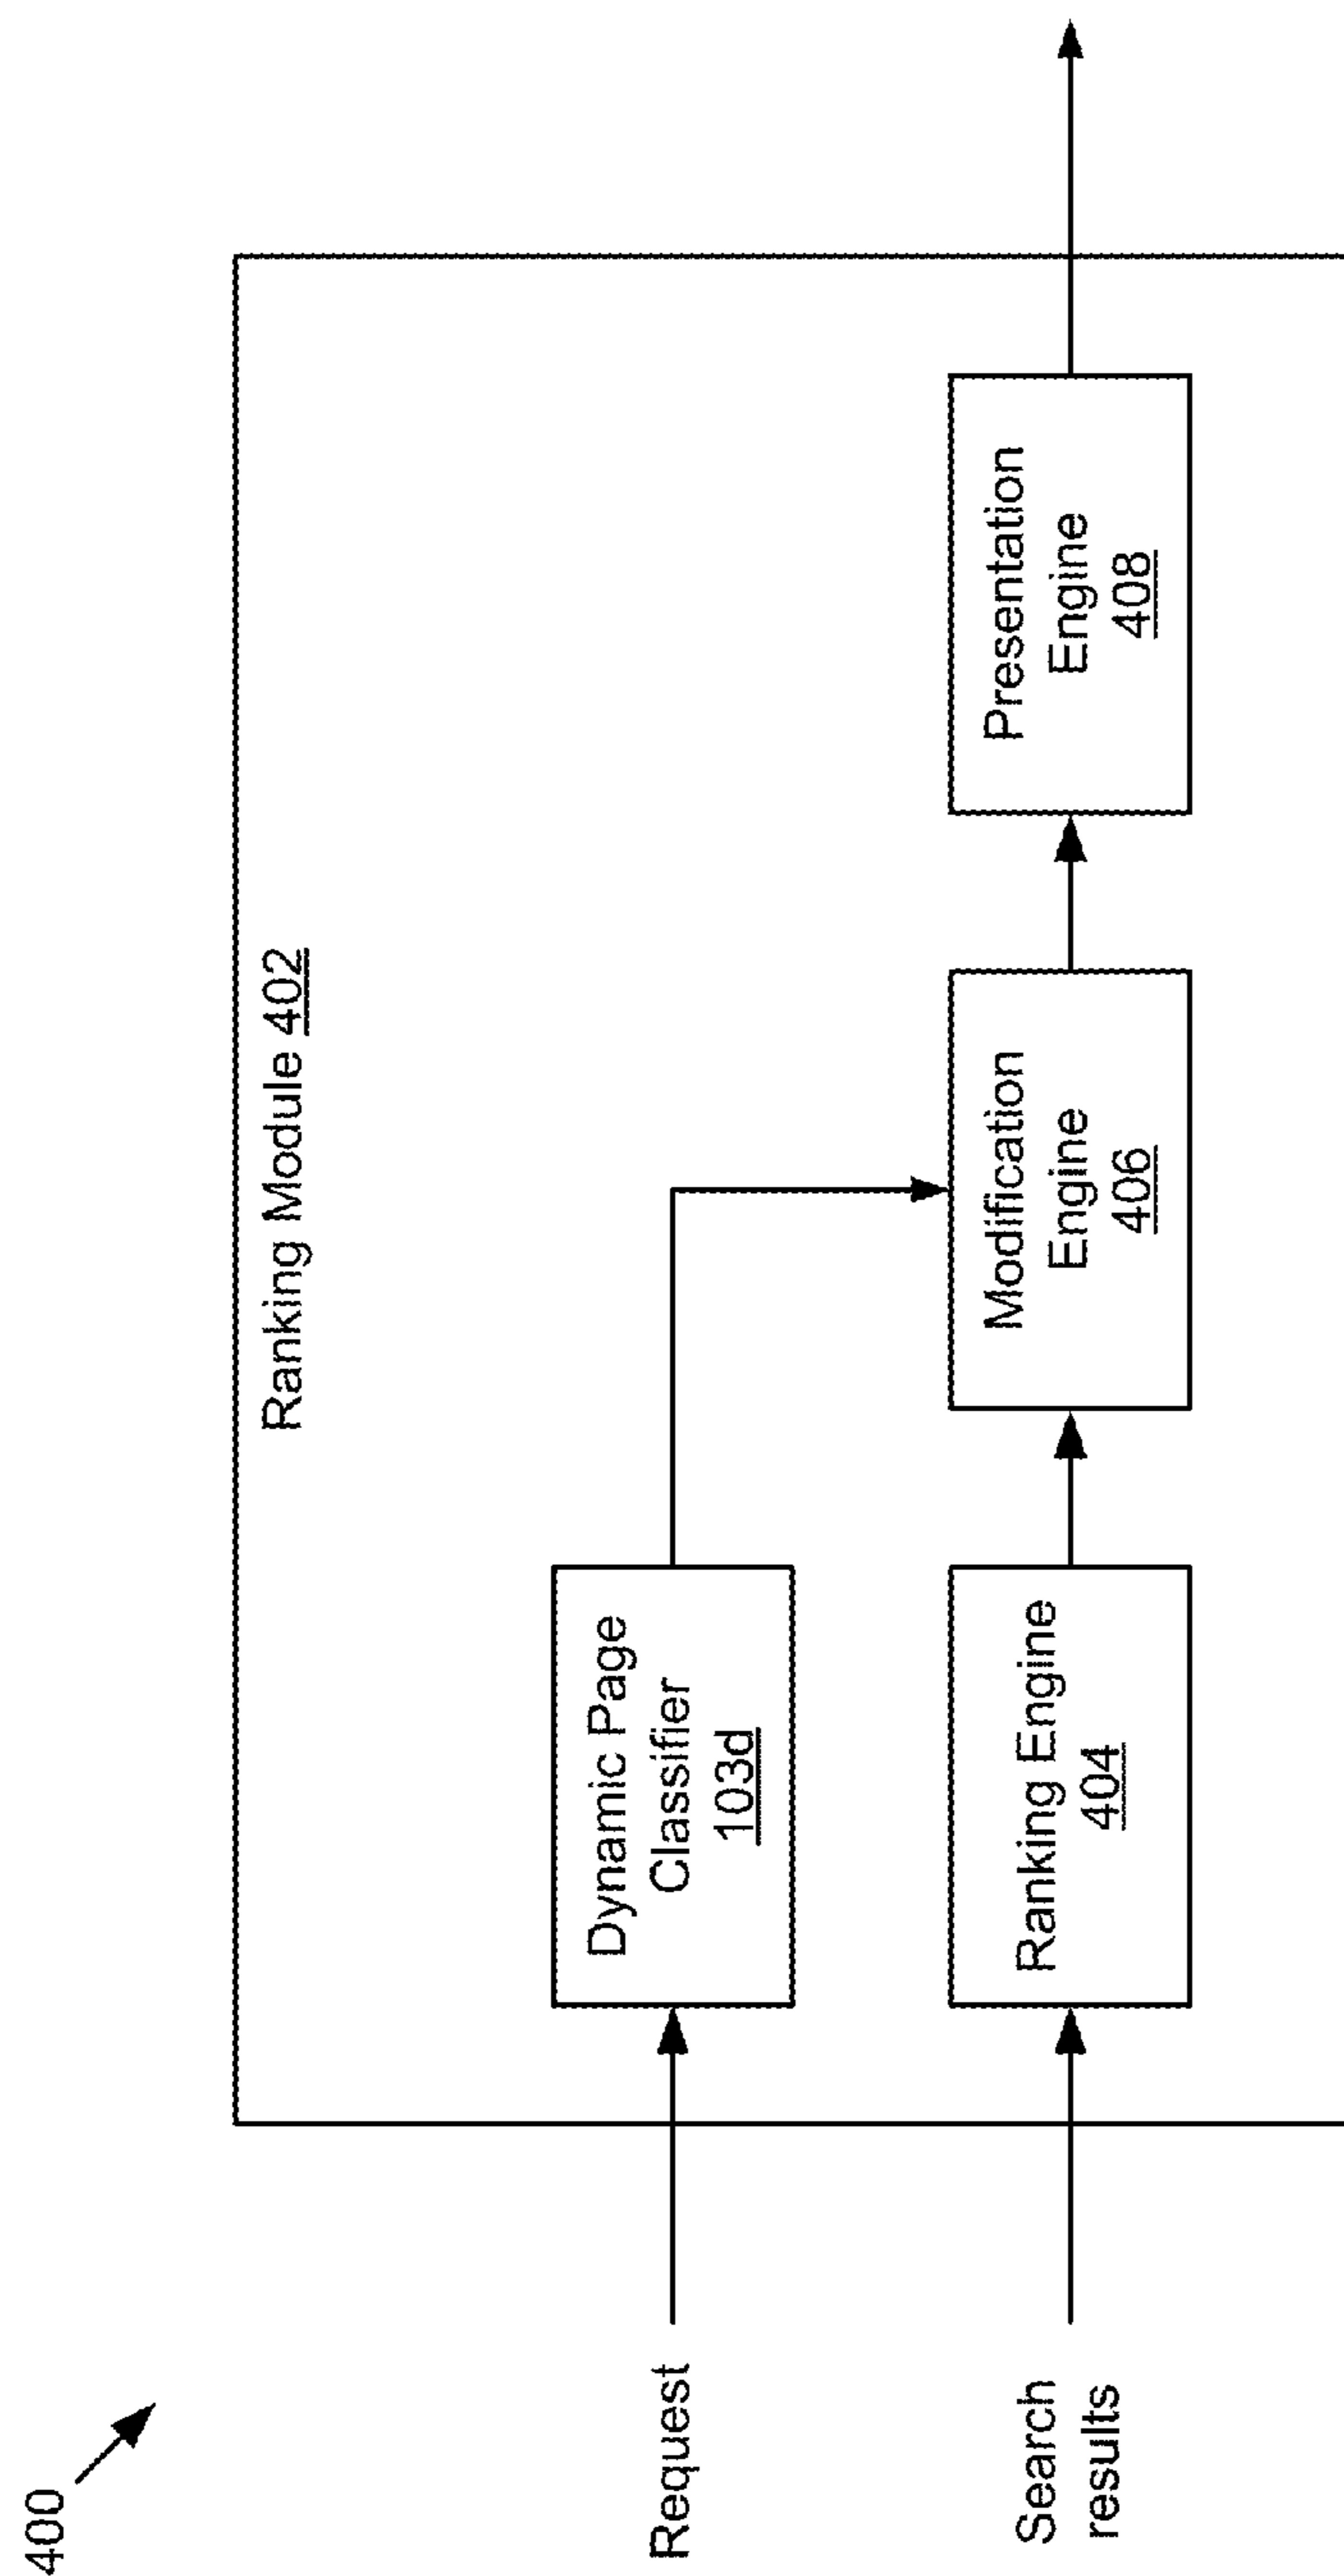 400
Ranking Module 402
Request
Dynamic Page
Classifier
103d
Search
results
Ranking Engine
404
Modification
Engine
406
Presentation
Engine
408